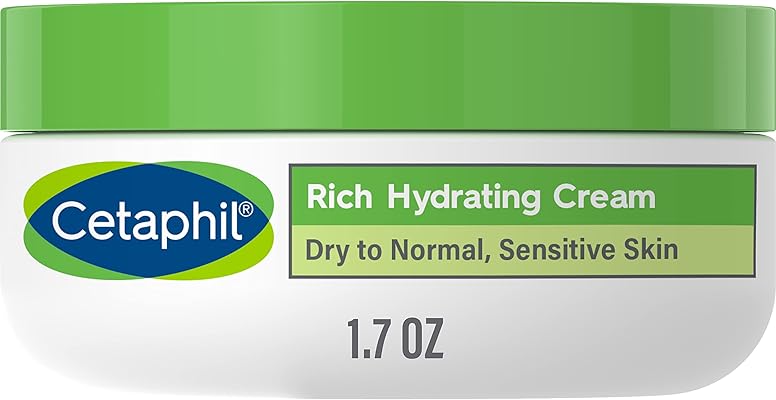 Cetaphil®
Rich Hydrating Cream
Dry to Normal, Sensitive Skin
1.7 OZ